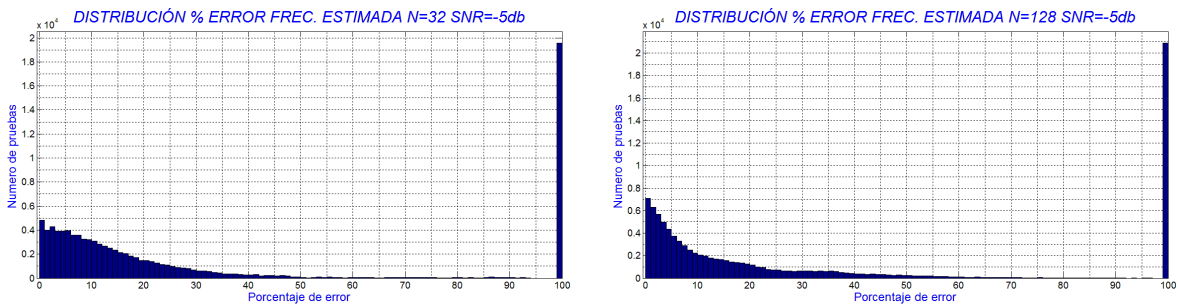 DISTRIBUCIÓN % ERROR FREC. ESTIMADA N=32 SNR=-5db
x 10⁴
2
1.8
1.6
1.4
1.2
1
0.8
0.6
0.4
0.2
0
Numero de pruebas
0 10 20 30 40 50 60 70 80 90 100
Porcentaje de error
DISTRIBUCIÓN % ERROR FREC. ESTIMADA N=128 SNR=-5db
x 10⁴
2
1.8
1.6
1.4
1.2
1
0.8
0.6
0.4
0.2
0
Numero de pruebas
0 10 20 30 40 50 60 70 80 90 100
Porcentaje de error